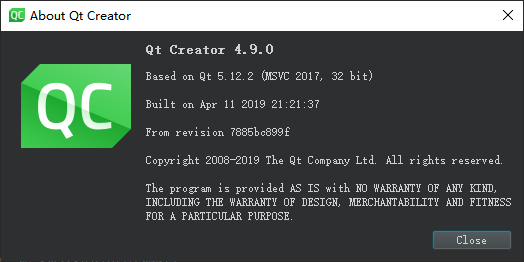 About Qt Creator
QC
QC
Qt Creator 4.9.0
Based on Qt 5.12.2 (MSVC 2017, 32 bit)
Built on Apr 11 2019 21:21:37
From revision 7885bc899f
Copyright 2008-2019 The Qt Company Ltd. All rights reserved.
The program is provided AS IS with NO WARRANTY OF ANY KIND,
INCLUDING THE WARRANTY OF DESIGN, MERCHANTABILITY AND FITNESS
FOR A PARTICULAR PURPOSE.
Close